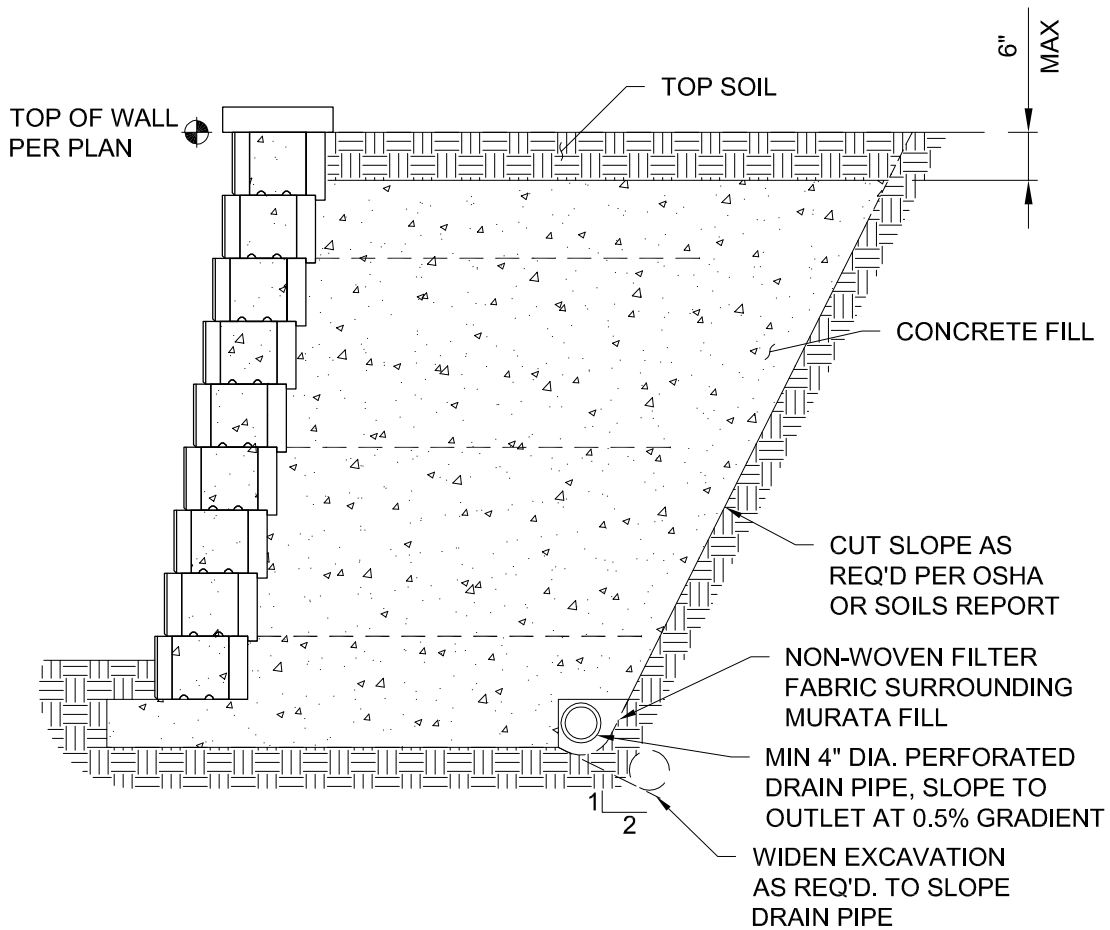 6"
MAX
TOP SOIL
TOP OF WALL
PER PLAN
CONCRETE FILL
CUT SLOPE AS
REQ'D PER OSHA
OR SOILS REPORT
NON-WOVEN FILTER
FABRIC SURROUNDING
MURATA FILL
MIN 4" DIA. PERFORATED
DRAIN PIPE, SLOPE TO
OUTLET AT 0.5% GRADIENT
1
2
WIDEN EXCAVATION
AS REQ'D. TO SLOPE
DRAIN PIPE